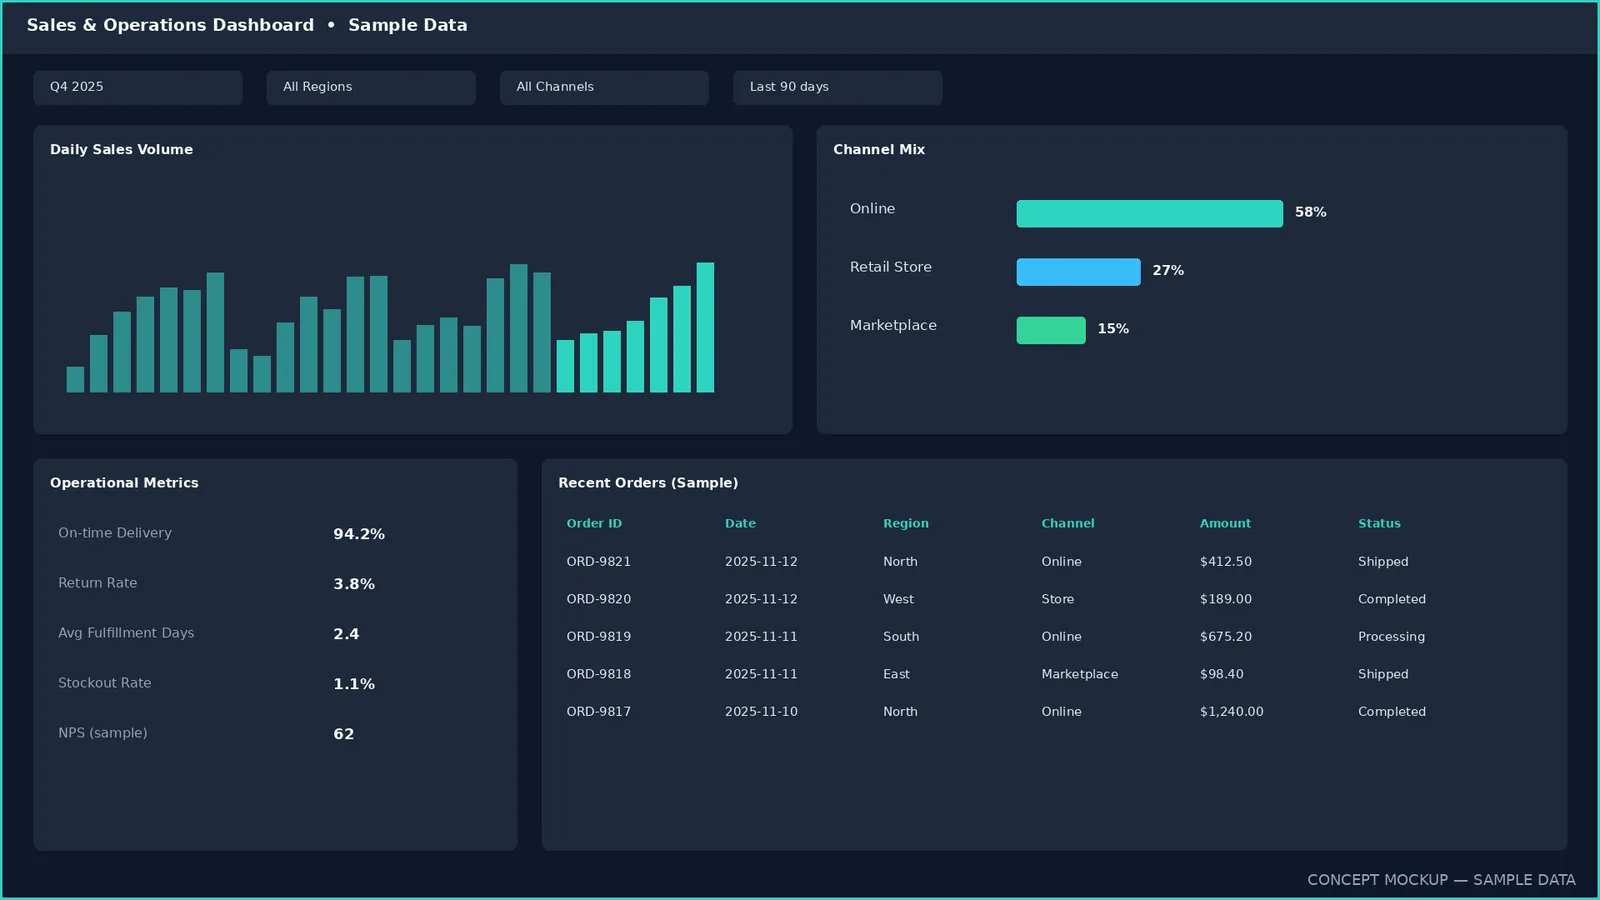 Sales & Operations Dashboard • Sample Data
Q4 2025
All Regions
All Channels
Last 90 days
Daily Sales Volume
Channel Mix
Online 58%
Retail Store 27%
Marketplace 15%
Operational Metrics
On-time Delivery 94.2%
Return Rate 3.8%
Avg Fulfillment Days 2.4
Stockout Rate 1.1%
NPS (sample) 62
Recent Orders (Sample)
Order ID Date Region Channel Amount Status
ORD-9821 2025-11-12 North Online $412.50 Shipped
ORD-9820 2025-11-12 West Store $189.00 Completed
ORD-9819 2025-11-11 South Online $675.20 Processing
ORD-9818 2025-11-11 East Marketplace $98.40 Shipped
ORD-9817 2025-11-10 North Online $1,240.00 Completed
CONCEPT MOCKUP — SAMPLE DATA